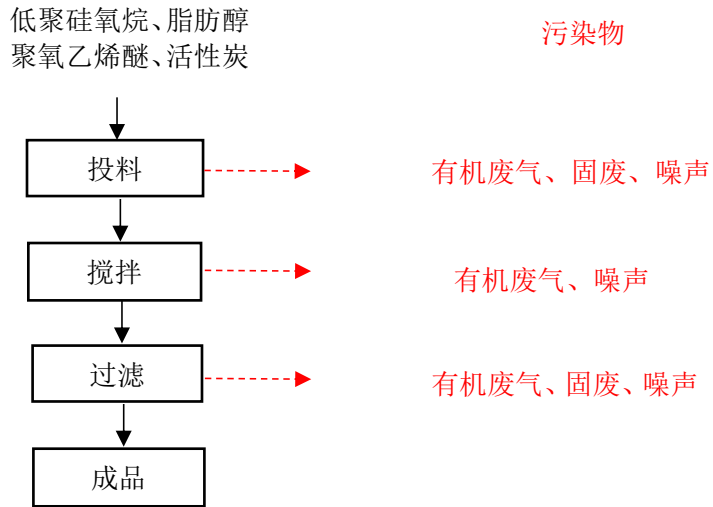 低聚硅氧烷、脂肪醇
聚氧乙烯醚、活性炭
污染物
投料
有机废气、固废、噪声
搅拌
有机废气、噪声
过滤
有机废气、固废、噪声
成品